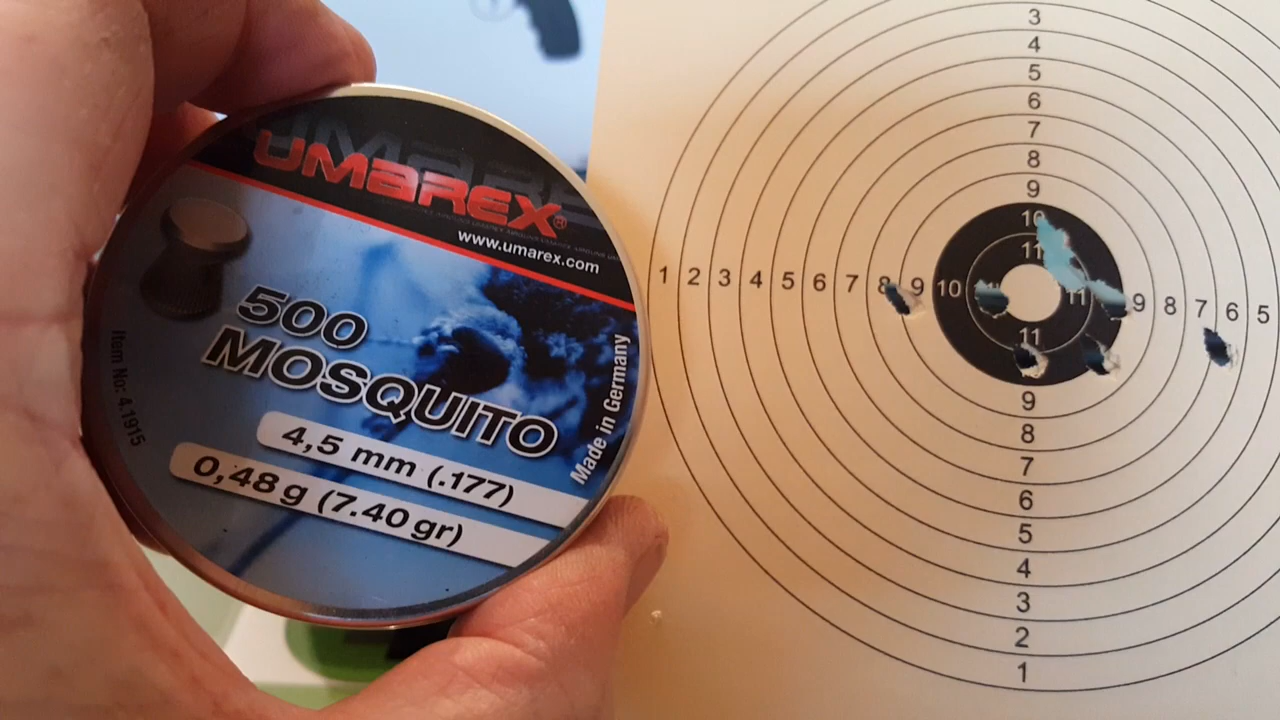 UMAREX®
www.umarex.com
500
MOSQUITO
4,5 mm (.177)
0,48 g (7.40 gr)
Item No: 4.1915
Made in Germany
3
4
5
6
7
8
9
10
11
1 2 3 4 5 6 7 8 9 10 11 9 8 7 6 5
11
9
8
7
6
5
4
3
2
1